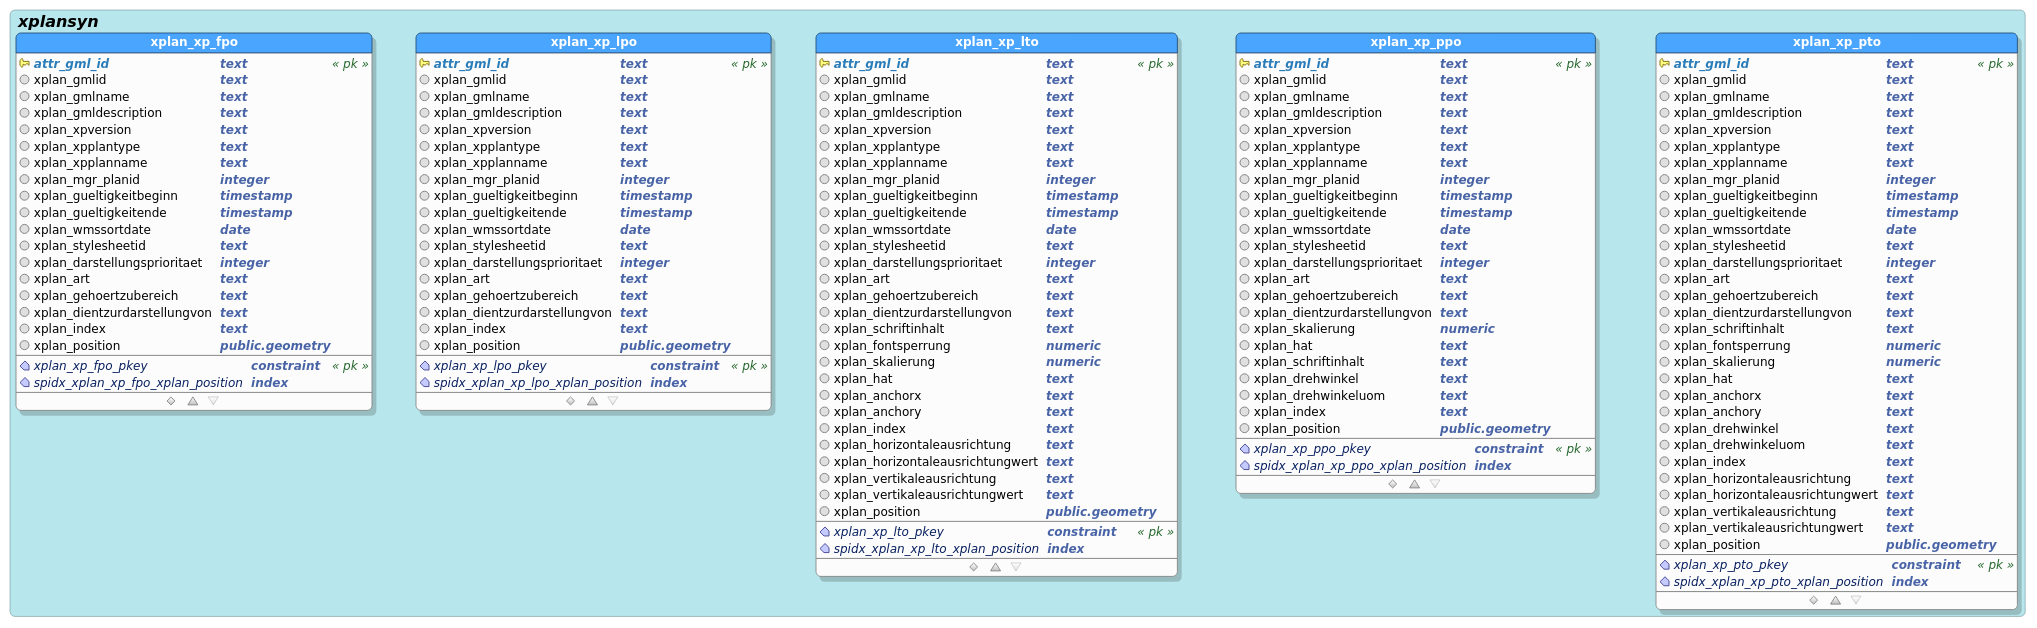 xplansyn
xplan_xp_fpo
attr_gml_id text « pk »
xplan_gmlid text
xplan_gmlname text
xplan_gmldescription text
xplan_xpversion text
xplan_xpplantype text
xplan_xpplanname text
xplan_mgr_planid integer
xplan_gueltigkeitbeginn timestamp
xplan_gueltigkeitende timestamp
xplan_wmssortdate date
xplan_stylesheetid text
xplan_darstellungsprioritaet integer
xplan_art text
xplan_gehoertzubereich text
xplan_dientzurdarstellungvon text
xplan_index text
xplan_position public.geometry
xplan_xp_fpo_pkey constraint « pk »
spidx_xplan_xp_fpo_xplan_position index
xplan_xp_lpo
attr_gml_id text « pk »
xplan_gmlid text
xplan_gmlname text
xplan_gmldescription text
xplan_xpversion text
xplan_xpplantype text
xplan_xpplanname text
xplan_mgr_planid integer
xplan_gueltigkeitbeginn timestamp
xplan_gueltigkeitende timestamp
xplan_wmssortdate date
xplan_stylesheetid text
xplan_darstellungsprioritaet integer
xplan_art text
xplan_gehoertzubereich text
xplan_dientzurdarstellungvon text
xplan_index text
xplan_position public.geometry
xplan_xp_lpo_pkey constraint « pk »
spidx_xplan_xp_lpo_xplan_position index
xplan_xp_lto
attr_gml_id text « pk »
xplan_gmlid text
xplan_gmlname text
xplan_gmldescription text
xplan_xpversion text
xplan_xpplantype text
xplan_xpplanname text
xplan_mgr_planid integer
xplan_gueltigkeitbeginn timestamp
xplan_gueltigkeitende timestamp
xplan_wmssortdate date
xplan_stylesheetid text
xplan_darstellungsprioritaet integer
xplan_art text
xplan_gehoertzubereich text
xplan_dientzurdarstellungvon text
xplan_schriftinhalt text
xplan_fontsperrung numeric
xplan_skalierung numeric
xplan_hat text
xplan_anchorx text
xplan_anchory text
xplan_index text
xplan_horizontaleausrichtung text
xplan_horizontaleausrichtungwert text
xplan_vertikaleausrichtung text
xplan_vertikaleausrichtungwert text
xplan_position public.geometry
xplan_xp_lto_pkey constraint « pk »
spidx_xplan_xp_lto_xplan_position index
xplan_xp_ppo
attr_gml_id text « pk »
xplan_gmlid text
xplan_gmlname text
xplan_gmldescription text
xplan_xpversion text
xplan_xpplantype text
xplan_xpplanname text
xplan_mgr_planid integer
xplan_gueltigkeitbeginn timestamp
xplan_gueltigkeitende timestamp
xplan_wmssortdate date
xplan_stylesheetid text
xplan_darstellungsprioritaet integer
xplan_art text
xplan_gehoertzubereich text
xplan_dientzurdarstellungvon text
xplan_skalierung numeric
xplan_hat text
xplan_schriftinhalt text
xplan_drehwinkel text
xplan_drehwinkeluom text
xplan_index text
xplan_position public.geometry
xplan_xp_ppo_pkey constraint « pk »
spidx_xplan_xp_ppo_xplan_position index
xplan_xp_pto
attr_gml_id text « pk »
xplan_gmlid text
xplan_gmlname text
xplan_gmldescription text
xplan_xpversion text
xplan_xpplantype text
xplan_xpplanname text
xplan_mgr_planid integer
xplan_gueltigkeitbeginn timestamp
xplan_gueltigkeitende timestamp
xplan_wmssortdate date
xplan_stylesheetid text
xplan_darstellungsprioritaet integer
xplan_art text
xplan_gehoertzubereich text
xplan_dientzurdarstellungvon text
xplan_schriftinhalt text
xplan_fontsperrung numeric
xplan_skalierung numeric
xplan_hat text
xplan_anchorx text
xplan_anchory text
xplan_drehwinkel text
xplan_drehwinkeluom text
xplan_index text
xplan_horizontaleausrichtung text
xplan_horizontaleausrichtungwert text
xplan_vertikaleausrichtung text
xplan_vertikaleausrichtungwert text
xplan_position public.geometry
xplan_xp_pto_pkey constraint « pk »
spidx_xplan_xp_pto_xplan_position index